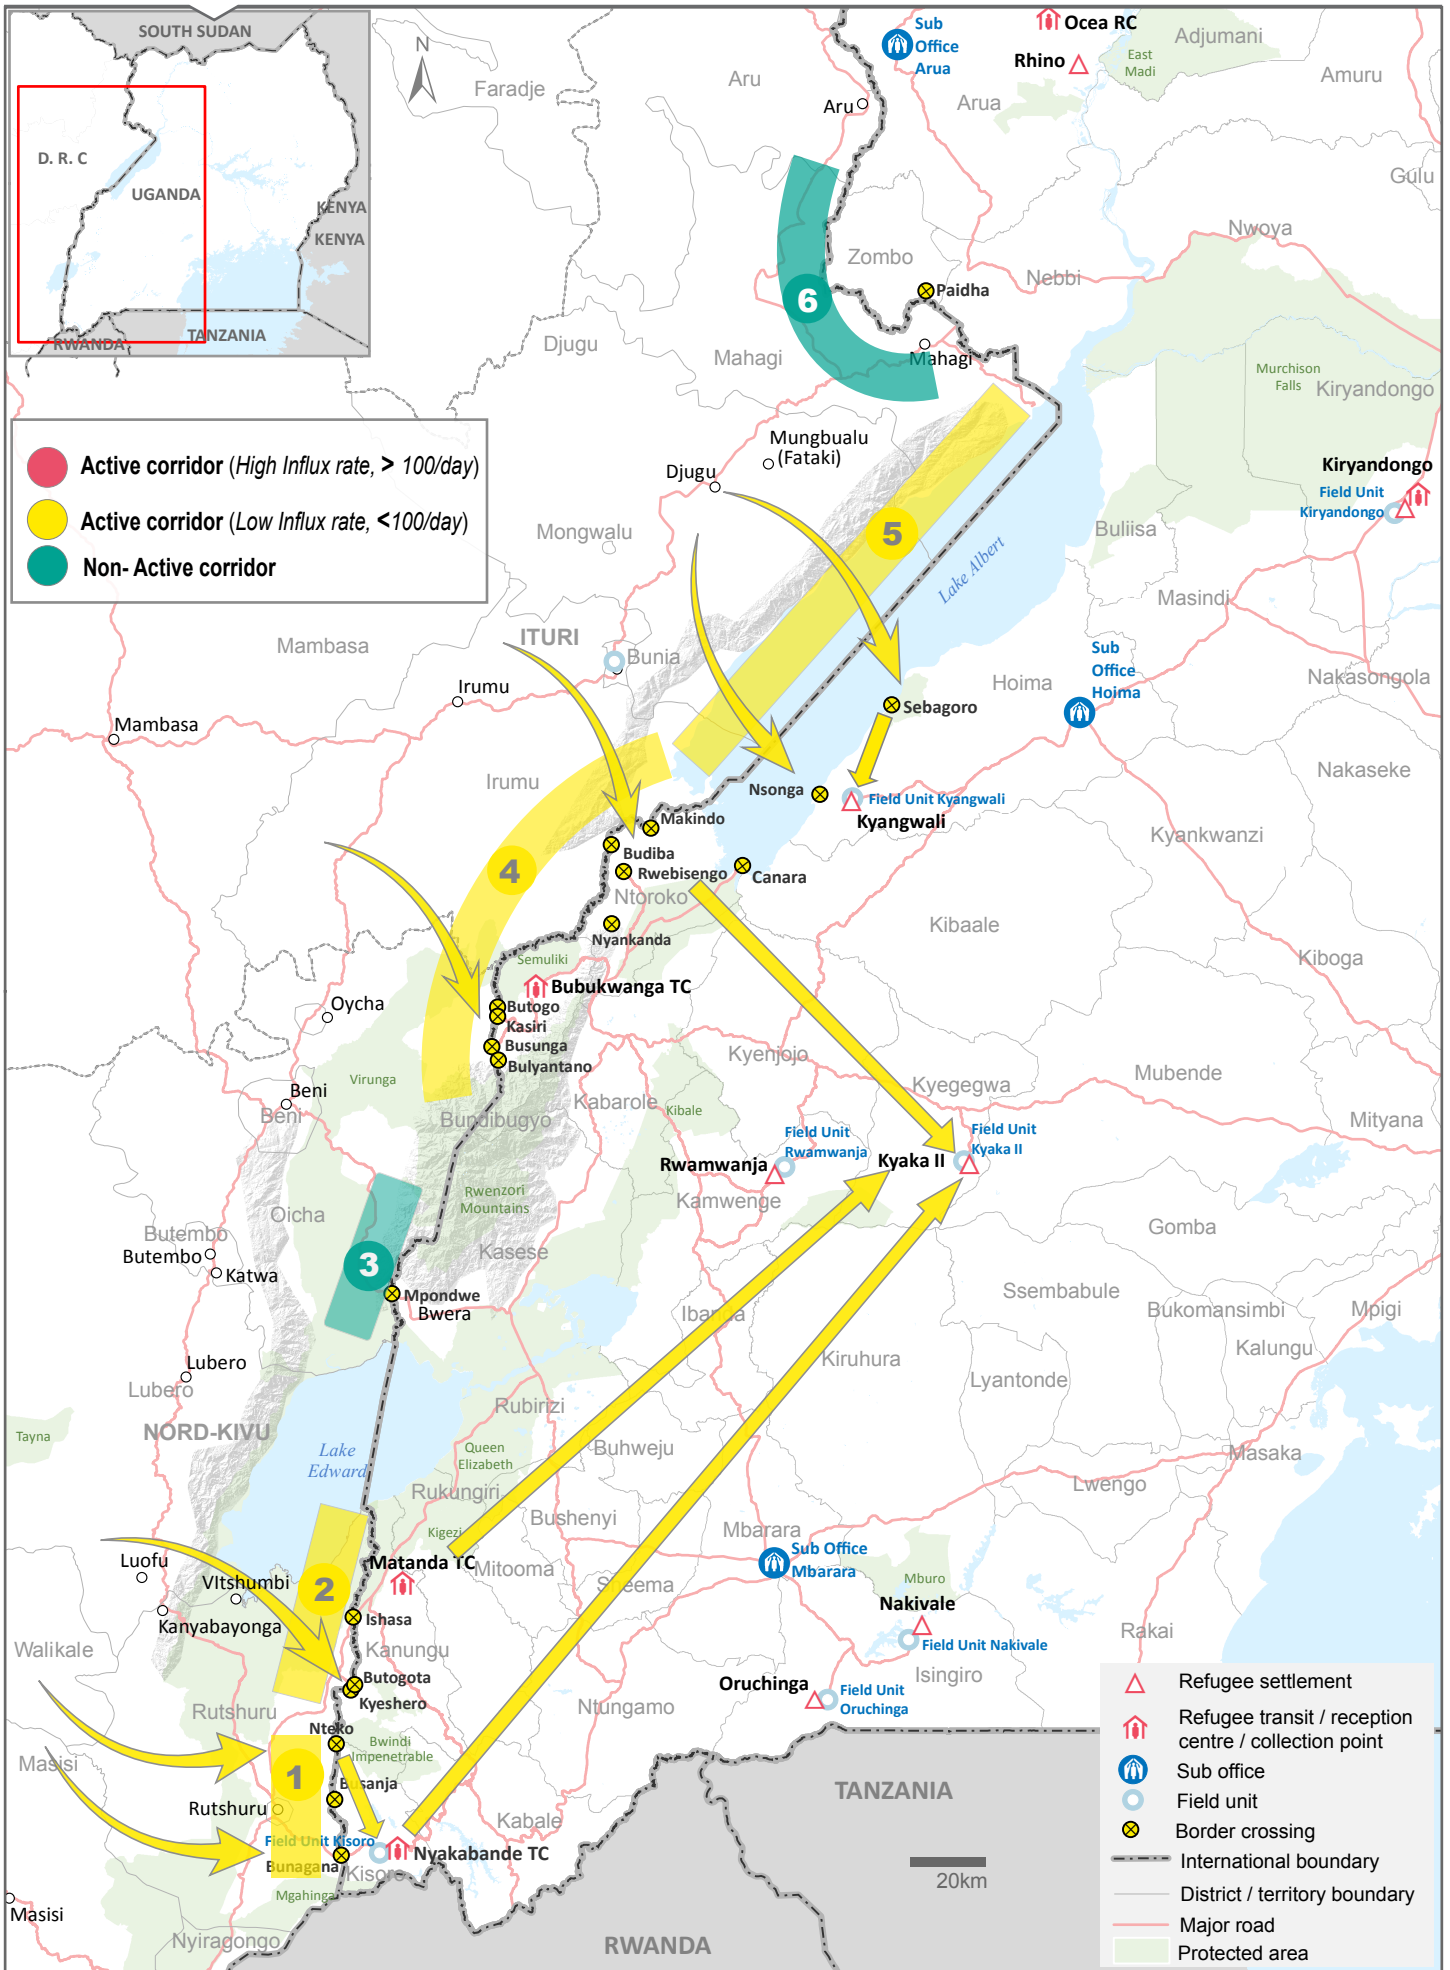 SOUTH SUDAN
D. R. C
UGANDA
KENYA
KENYA
TANZANIA
RWANDA
N
Faradje
Aru
Aru
Sub
Office
Arua
Ocea RC
Rhino
East
Madi
Adjumani
Amuru
Arua
Gulu
Nwoya
Zombo
Nebbi
Paidha
6
Djugu
Mahagi
Mahagi
Murchison
Falls
Kiryandongo
Active corridor (High Influx rate, > 100/day)
Active corridor (Low Influx rate, <100/day)
Non- Active corridor
Mungbualu
(Fataki)
Djugu
Kiryandongo
Field Unit
Kiryandongo
Mongwalu
5
Buliisa
Lake Albert
Masindi
Mambasa
ITURI
Bunia
Sub
Office
Hoima
Hoima
Nakasongola
Irumu
Sebagoro
Mambasa
Irumu
Nakaseke
Nsonga
Field Unit Kyangwali
Kyangwali
Makindo
Kyankwanzi
Budiba
Rwebisengo
Canara
4
Ntoroko
Kibaale
Nyankanda
Semuliki
Kiboga
Bubukwanga TC
Oycha
Butogo
Kasiri
Busunga
Bulyantano
Kyenjojo
Virunga
Kyegegwa
Mubende
Beni
Beni
Bundibugyo
Kabarole
Kibale
Mityana
Field Unit
Rwamwanja
Field Unit
Kyaka II
Rwamwanja
Kyaka II
Rwenzori
Mountains
Kamwenge
Oicha
Butembo
Butembo
Katwa
Kasese
Gomba
3
Mpondwe
Bwera
Ssembabule
Ibanda
Bukomansimbi
Mpigi
Kalungu
Kiruhura
Lubero
Lubero
Lyantonde
Rubirizi
NORD-KIVU
Tayna
Lake
Edward
Queen
Elizabeth
Buhweju
Masaka
Rukungiri
Lwengo
Bushenyi
Kigezi
Mbarara
Luofu
Matanda TC
Mitooma
Sub Office
Mbarara
VItshumbi
2
Sheema
Mburo
Nakivale
Kanyabayonga
Ishasa
Walikale
Kanungu
Field Unit Nakivale
Rakai
Isingiro
Butogota
Kyeshero
Oruchinga
Field Unit
Oruchinga
Rutshuru
Ntungamo
Nteko
Bwindi
Impenetrable
Masisi
1
Busanja
TANZANIA
Rutshuru
Kabale
Field Unit Kisoro
Bunagana
Nyakabande TC
Kisoro
Mgahinga
20km
Masisi
Nyiragongo
RWANDA
Refugee settlement
Refugee transit / reception
centre / collection point
Sub office
Field unit
Border crossing
International boundary
District / territory boundary
Major road
Protected area